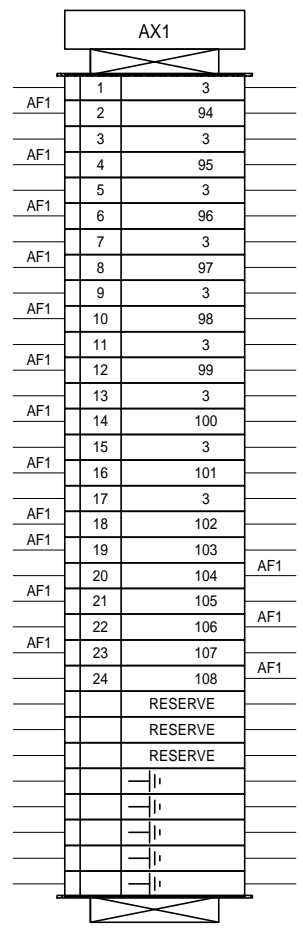 AX1
1 3
AF1 2 94
3 3
AF1 4 95
5 3
AF1 6 96
7 3
AF1 8 97
9 3
AF1 10 98
11 3
AF1 12 99
13 3
AF1 14 100
15 3
AF1 16 101
17 3
AF1 18 102
AF1 19 103
20 104 AF1
AF1 21 105
22 106 AF1
AF1 23 107
24 108 AF1
RESERVE
RESERVE
RESERVE